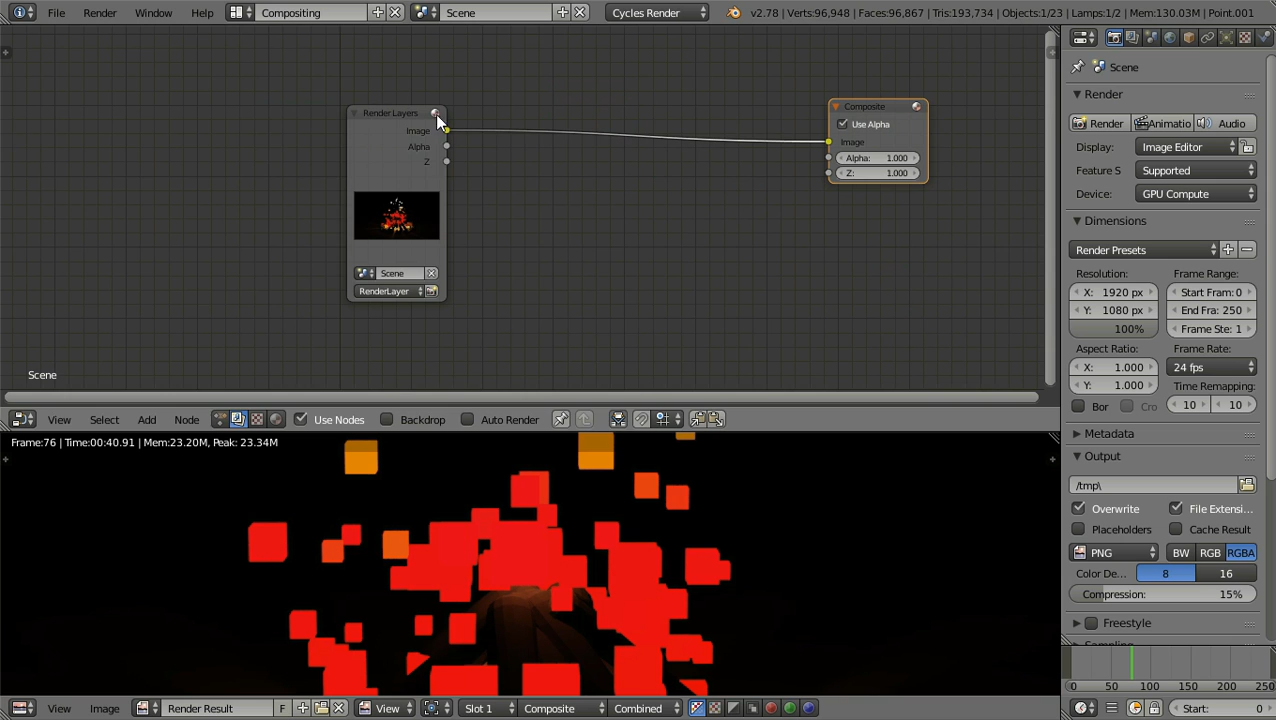 File Render Window Help Compositing Scene Cycles Render v2.78 | Verts:96,948 | Faces:96,867 | Tris:193,734 | Objects:1/23 | Lamps:1/2 | Mem:130.03M | Point.001
Render Layers
Image
Alpha
Z
Scene
RenderLayer
Composite
Use Alpha
Image
Alpha: 1.000
Z: 1.000
Scene
View Select Add Node Use Nodes Backdrop Auto Render
Frame:76 | Time:00:40.91 | Mem:23.20M, Peak: 23.34M
View Image Render Result F View Slot 1 Composite Combined
Scene
Render
Render Animatio Audio
Display: Image Editor
Feature S Supported
Device: GPU Compute
Dimensions
Render Presets
Resolution: Frame Range:
X: 1920 px Start Fram: 0
Y: 1080 px End Fra: 250
100% Frame Ste: 1
Aspect Ratio: Frame Rate:
X: 1.000 24 fps
Y: 1.000 Time Remapping:
Bor Cro 10 10
Metadata
Output
/tmp\
Overwrite File Extensi...
Placeholders Cache Result
PNG BW RGB RGBA
Color De... 8 16
Compression: 15%
Freestyle
0 50 100 150 200 250
Start: 0